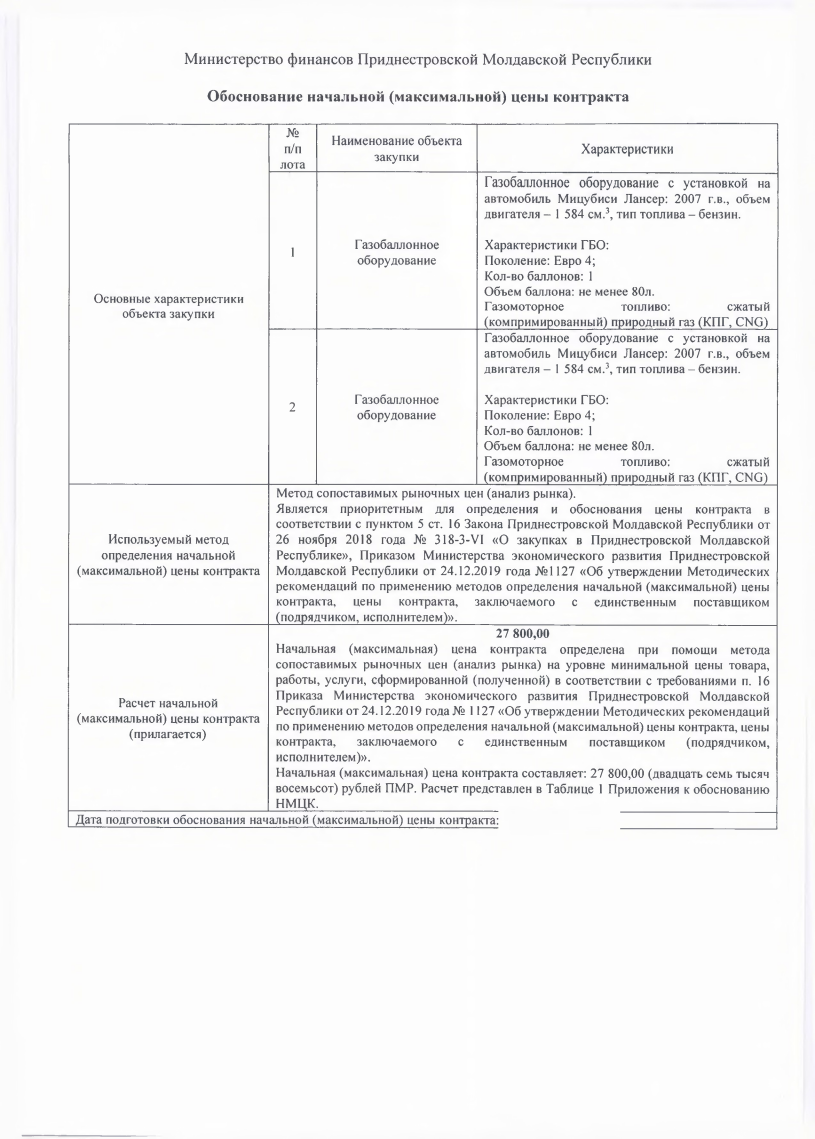 Министерство финансов Приднестровской Молдавской Республики
Обоснование начальной (максимальной) цены контракта
Основные характеристики
объекта закупки
№
п/п
лота
Наименование объекта
закупки
Характеристики
1
Газобаллонное
оборудование
Газобаллонное оборудование с установкой на
автомобиль Мицубиси Лансер: 2007 г.в., объем
двигателя – 1 584 см.³, тип топлива – бензин.
Характеристики ГБО:
Поколение: Евро 4;
Кол-во баллонов: 1
Объем баллона: не менее 80л.
Газомоторное топливо: сжатый
(компримированный) природный газ (КПГ, CNG)
2
Газобаллонное
оборудование
Газобаллонное оборудование с установкой на
автомобиль Мицубиси Лансер: 2007 г.в., объем
двигателя – 1 584 см.³, тип топлива – бензин.
Характеристики ГБО:
Поколение: Евро 4;
Кол-во баллонов: 1
Объем баллона: не менее 80л.
Газомоторное топливо: сжатый
(компримированный) природный газ (КПГ, CNG)
Используемый метод
определения начальной
(максимальной) цены контракта
Метод сопоставимых рыночных цен (анализ рынка).
Является приоритетным для определения и обоснования цены контракта в
соответствии с пунктом 5 ст. 16 Закона Приднестровской Молдавской Республики от
26 ноября 2018 года № 318-З-VI «О закупках в Приднестровской Молдавской
Республике», Приказом Министерства экономического развития Приднестровской
Молдавской Республики от 24.12.2019 года №1127 «Об утверждении Методических
рекомендаций по применению методов определения начальной (максимальной) цены
контракта, цены контракта, заключаемого с единственным поставщиком
(подрядчиком, исполнителем)».
Расчет начальной
(максимальной) цены контракта
(прилагается)
27 800,00
Начальная (максимальная) цена контракта определена при помощи метода
сопоставимых рыночных цен (анализ рынка) на уровне минимальной цены товара,
работы, услуги, сформированной (полученной) в соответствии с требованиями п. 16
Приказа Министерства экономического развития Приднестровской Молдавской
Республики от 24.12.2019 года № 1127 «Об утверждении Методических рекомендаций
по применению методов определения начальной (максимальной) цены контракта, цены
контракта, заключаемого с единственным поставщиком (подрядчиком,
исполнителем)».
Начальная (максимальная) цена контракта составляет: 27 800,00 (двадцать семь тысяч
восемьсот) рублей ПМР. Расчет представлен в Таблице 1 Приложения к обоснованию
НМЦК.
Дата подготовки обоснования начальной (максимальной) цены контракта: